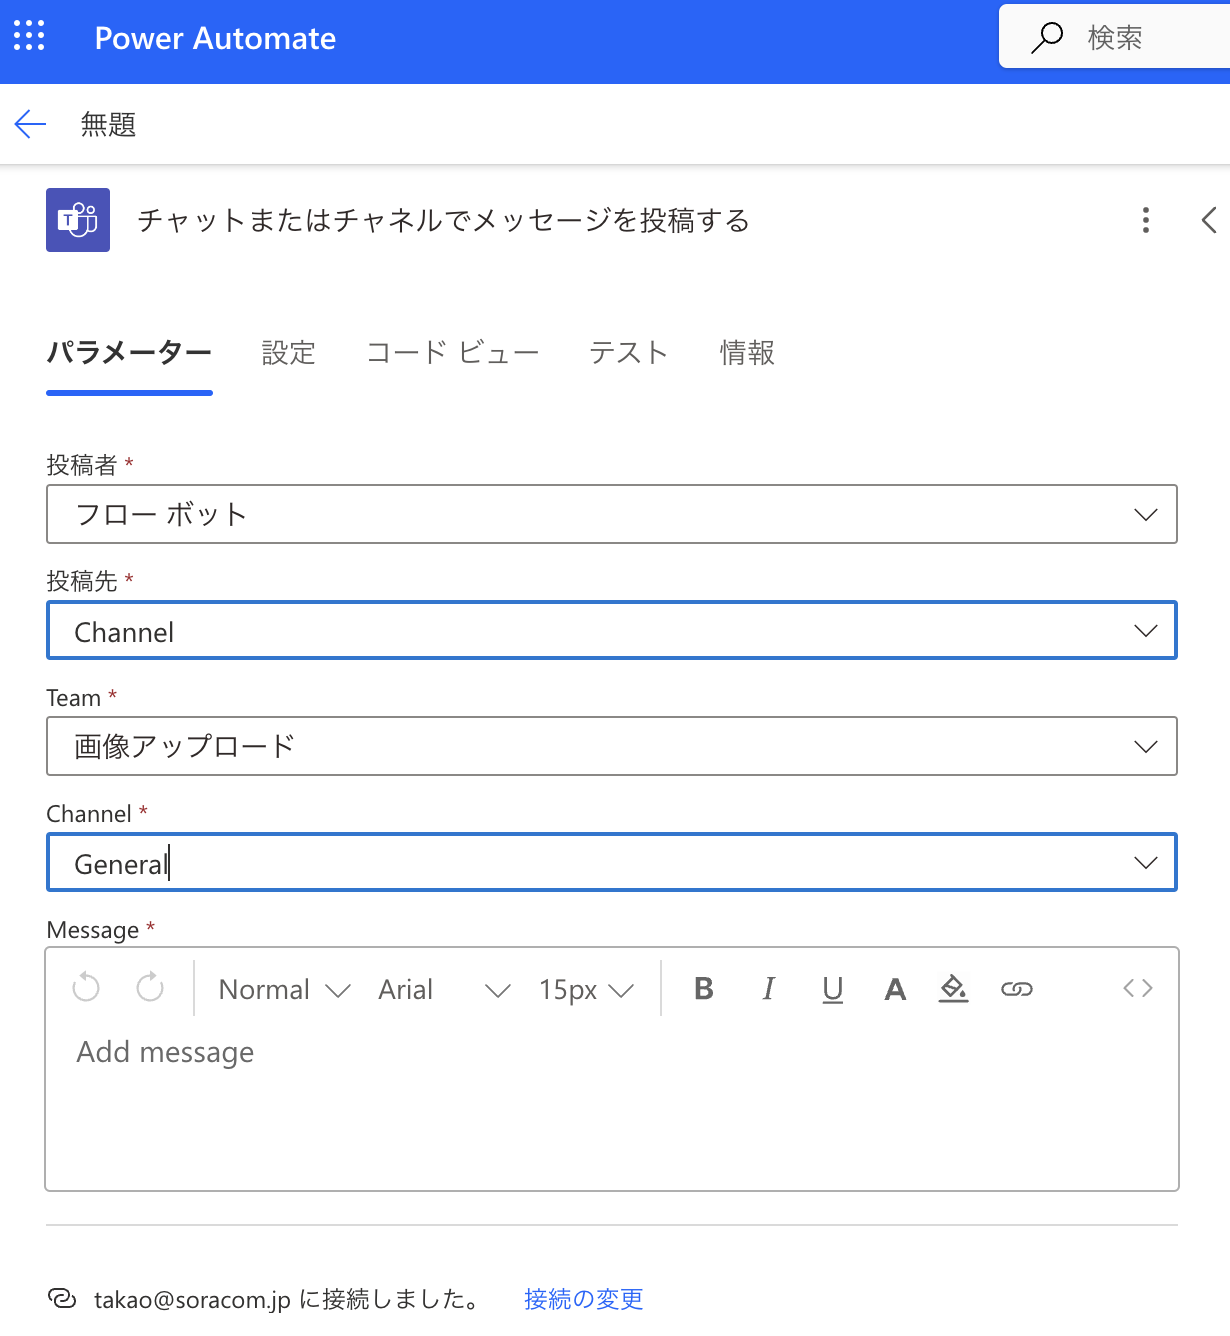 Power Automate
検索
無題
チャットまたはチャネルでメッセージを投稿する
パラメーター 設定 コード ビュー テスト 情報
投稿者 *
フロー ボット
投稿先 *
Channel
Team *
画像アップロード
Channel *
General
Message *
Normal Arial 15px B I U A
Add message
takao@soracom.jp に接続しました。 接続の変更